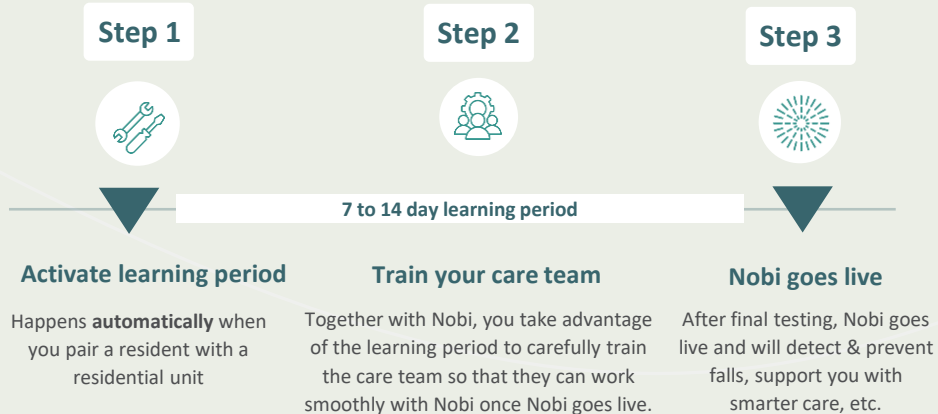 Step 1
Step 2
Step 3
7 to 14 day learning period
Activate learning period
Happens automatically when
you pair a resident with a
residential unit
Train your care team
Together with Nobi, you take advantage
of the learning period to carefully train
the care team so that they can work
smoothly with Nobi once Nobi goes live.
Nobi goes live
After final testing, Nobi goes
live and will detect & prevent
falls, support you with
smarter care, etc.